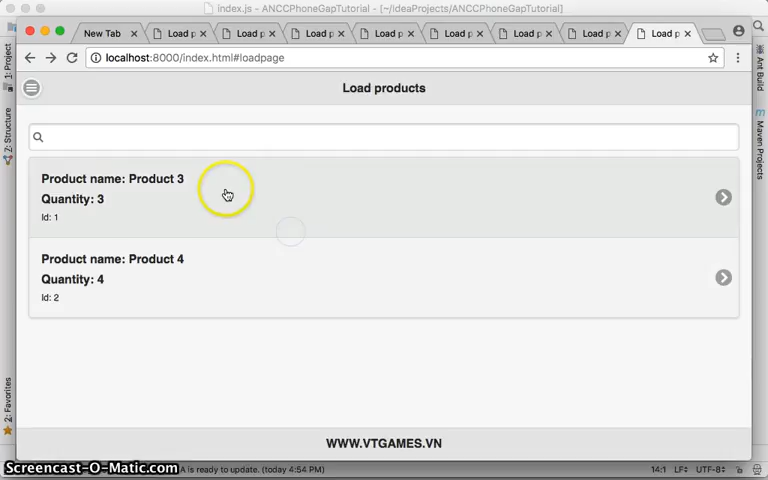 index.js - ANCCPhoneGapTutorial - [~/IdeaProjects/ANCCPhoneGapTutorial]
New Tab
Load p
Load p
Load p
Load p
Load p
Load p
Load p
Load p
localhost:8000/index.html#loadpage
Load products
Product name: Product 3
Quantity: 3
Id: 1
Product name: Product 4
Quantity: 4
Id: 2
WWW.VTGAMES.VN
1: Project
7: Structure
2: Favorites
Ant Build
Maven Projects
Screencast-O-Matic.com
A is ready to update. (today 4:54 PM)
14:1 LF÷ UTF-8÷